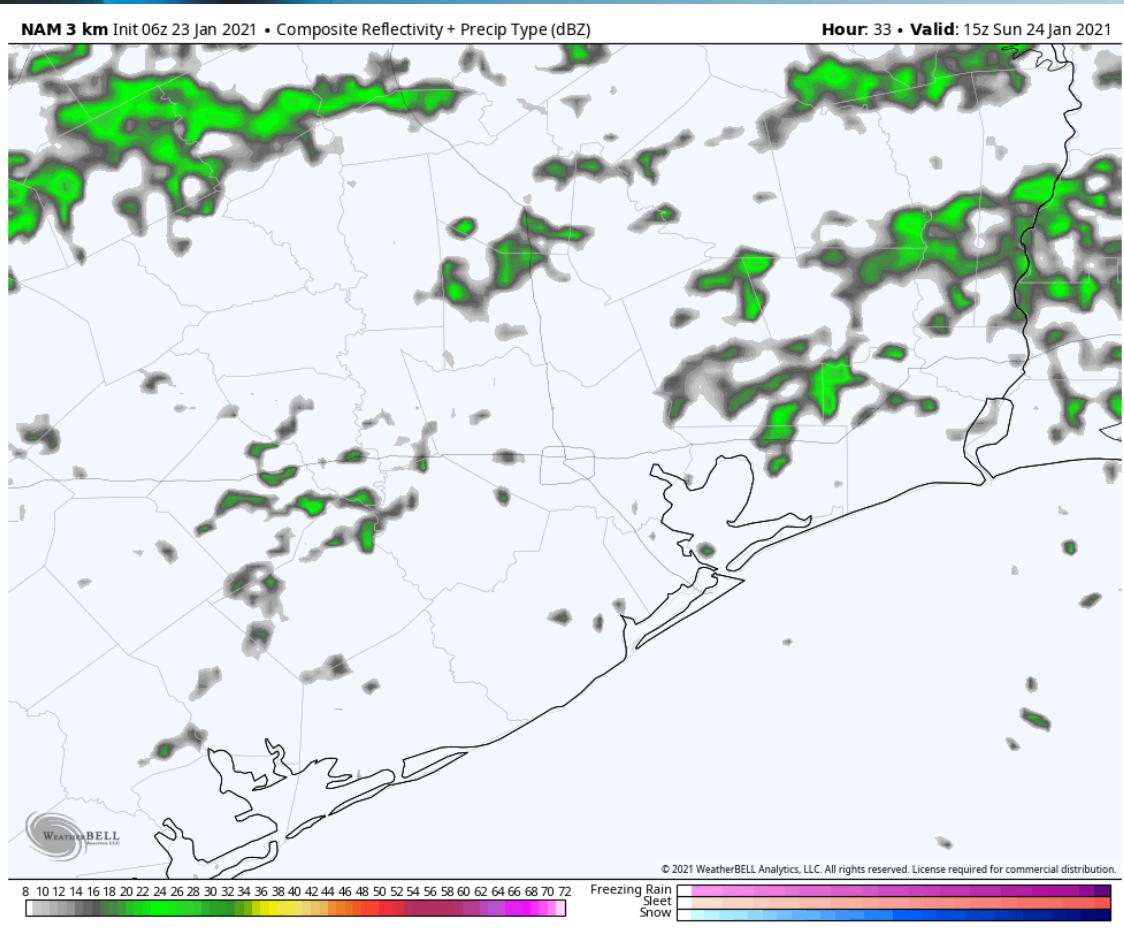 NAM 3 km Init 06z 23 Jan 2021 • Composite Reflectivity + Precip Type (dBZ) Hour: 33 • Valid: 15z Sun 24 Jan 2021
WEATHERBELL
ANALYTICS LLC
© 2021 WeatherBELL Analytics, LLC. All rights reserved. License required for commercial distribution.
8 10 12 14 16 18 20 22 24 26 28 30 32 34 36 38 40 42 44 46 48 50 52 54 56 58 60 62 64 66 68 70 72
Freezing Rain
Sleet
Snow